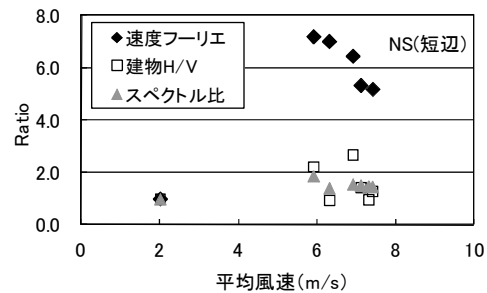 8.0
6.0
4.0
2.0
0.0
Ratio
速度フーリエ
建物H/V
スペクトル比
NS(短辺)
0 2 4 6 8 10
平均風速(m/s)